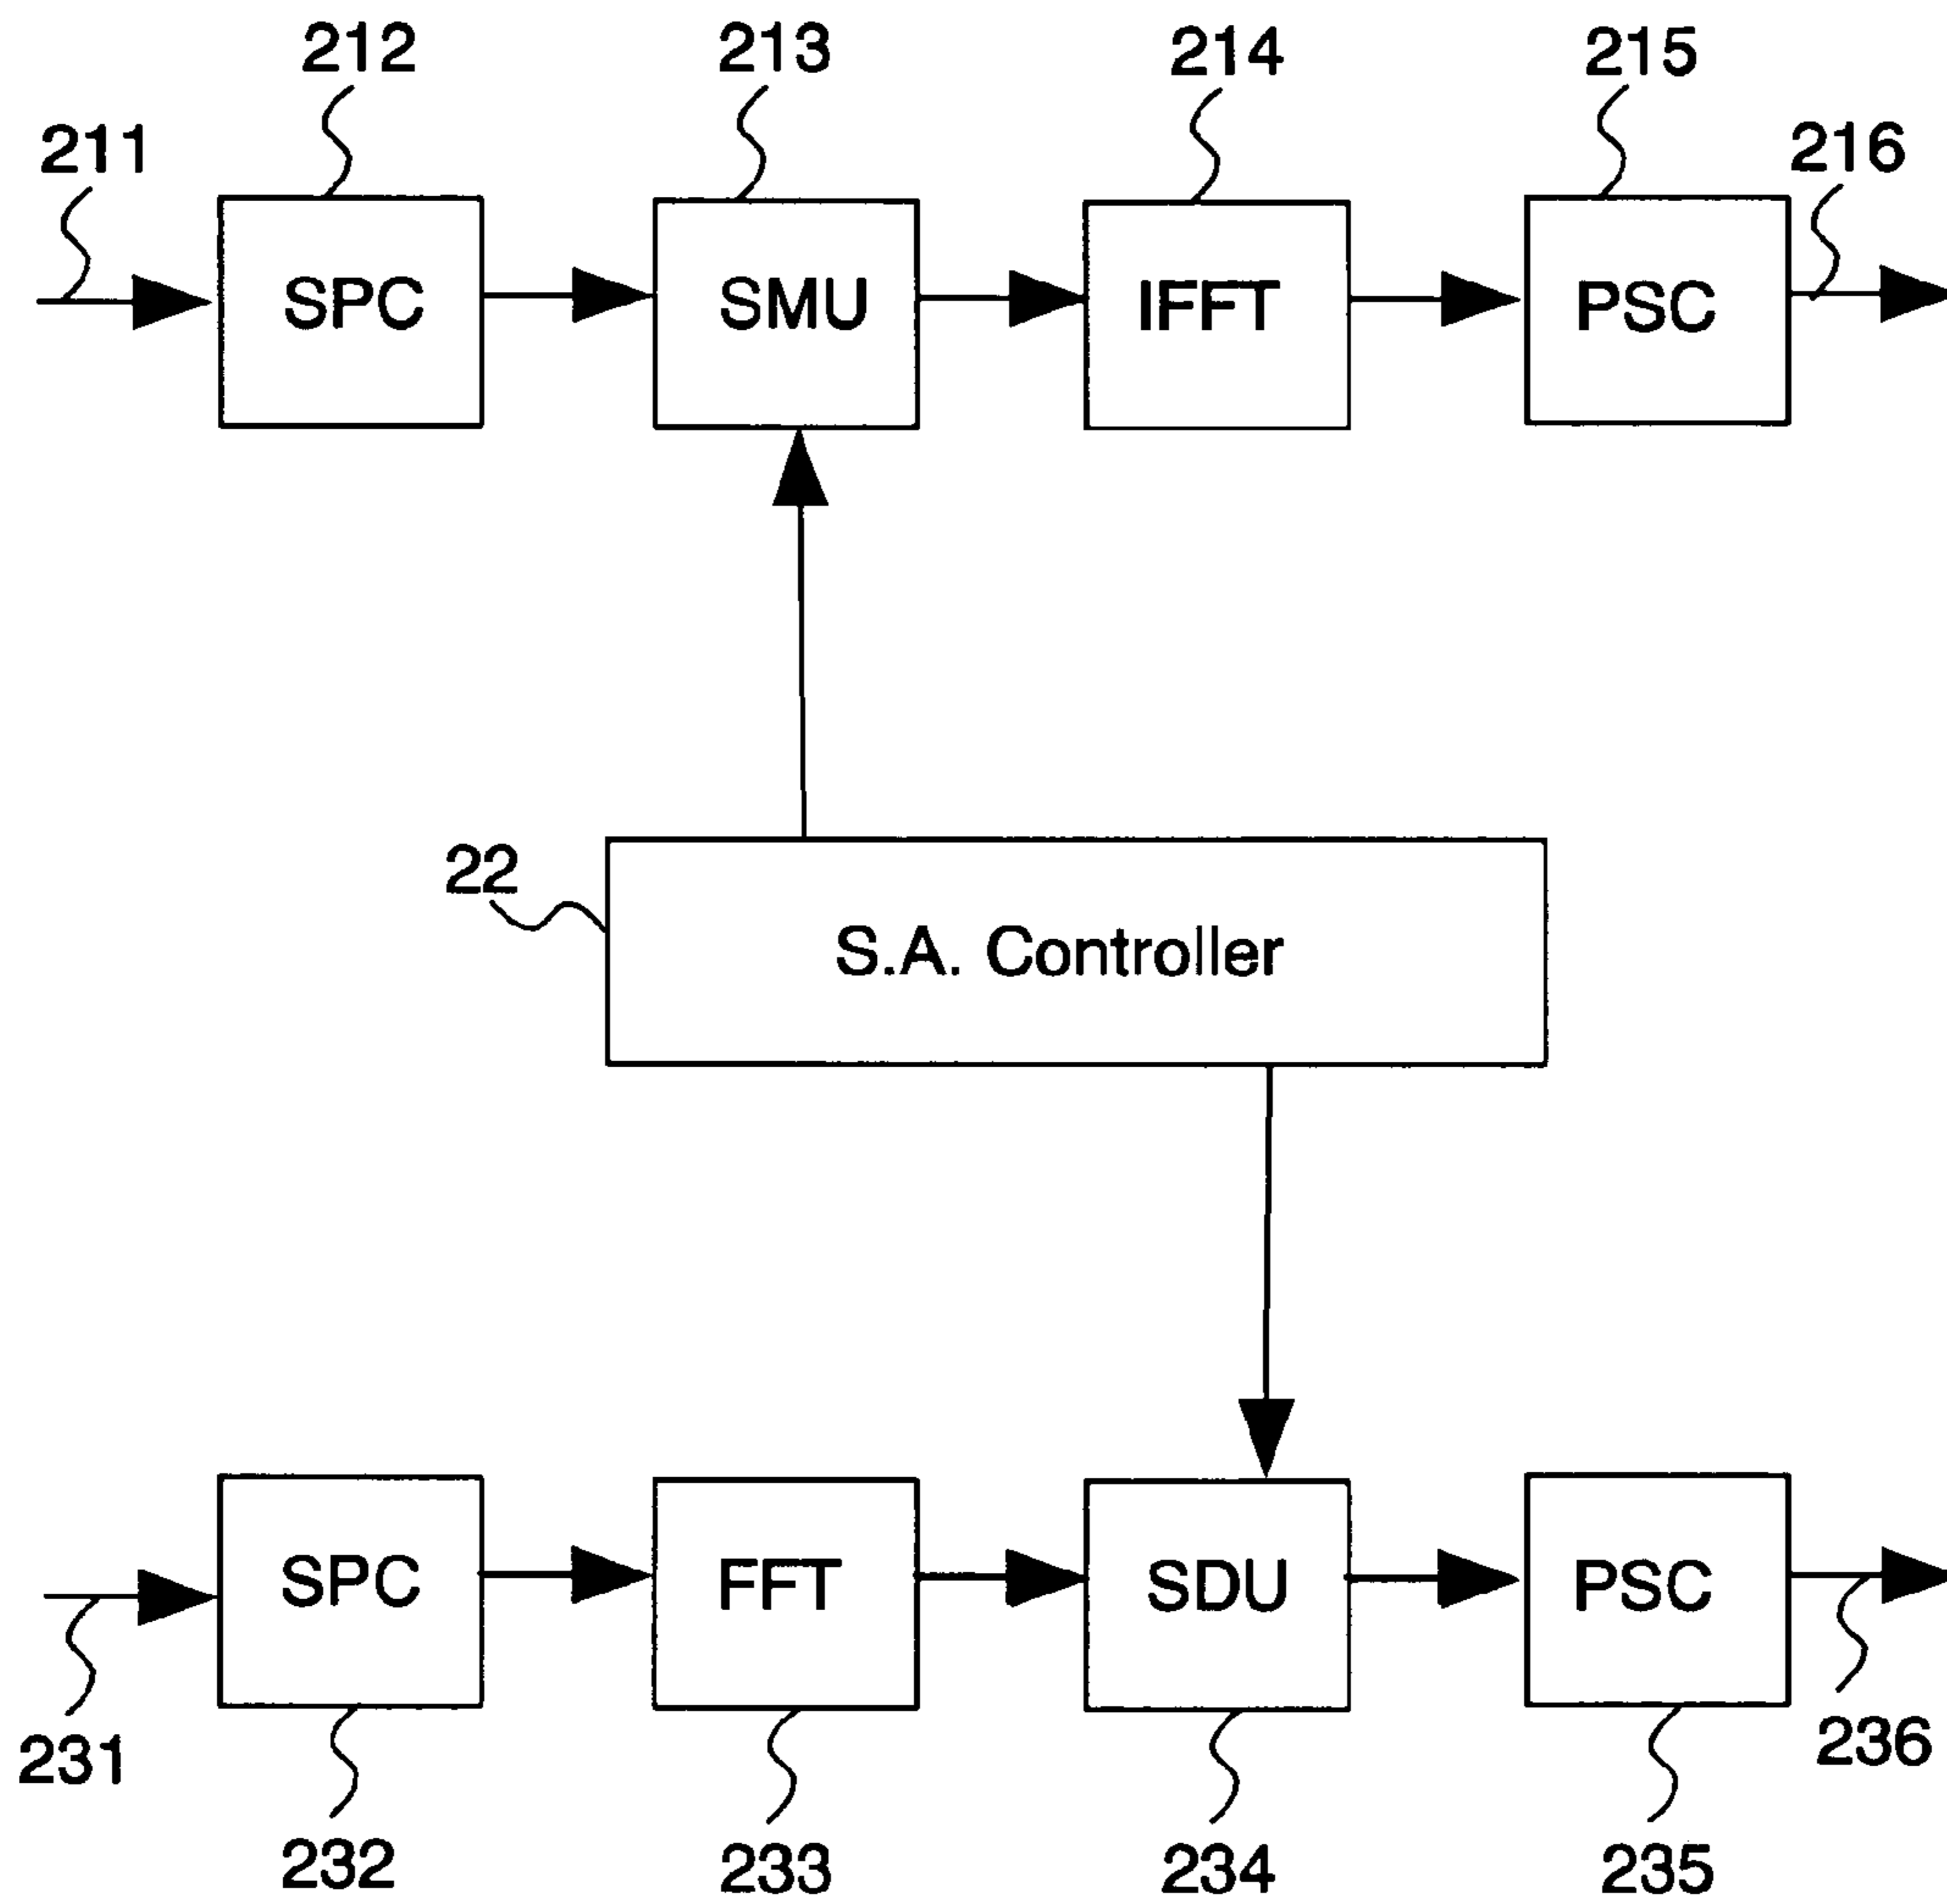 212 213 214 215
211 216
SPC SMU IFFT PSC
22
S.A. Controller
SPC FFT SDU PSC
231 236
232 233 234 235